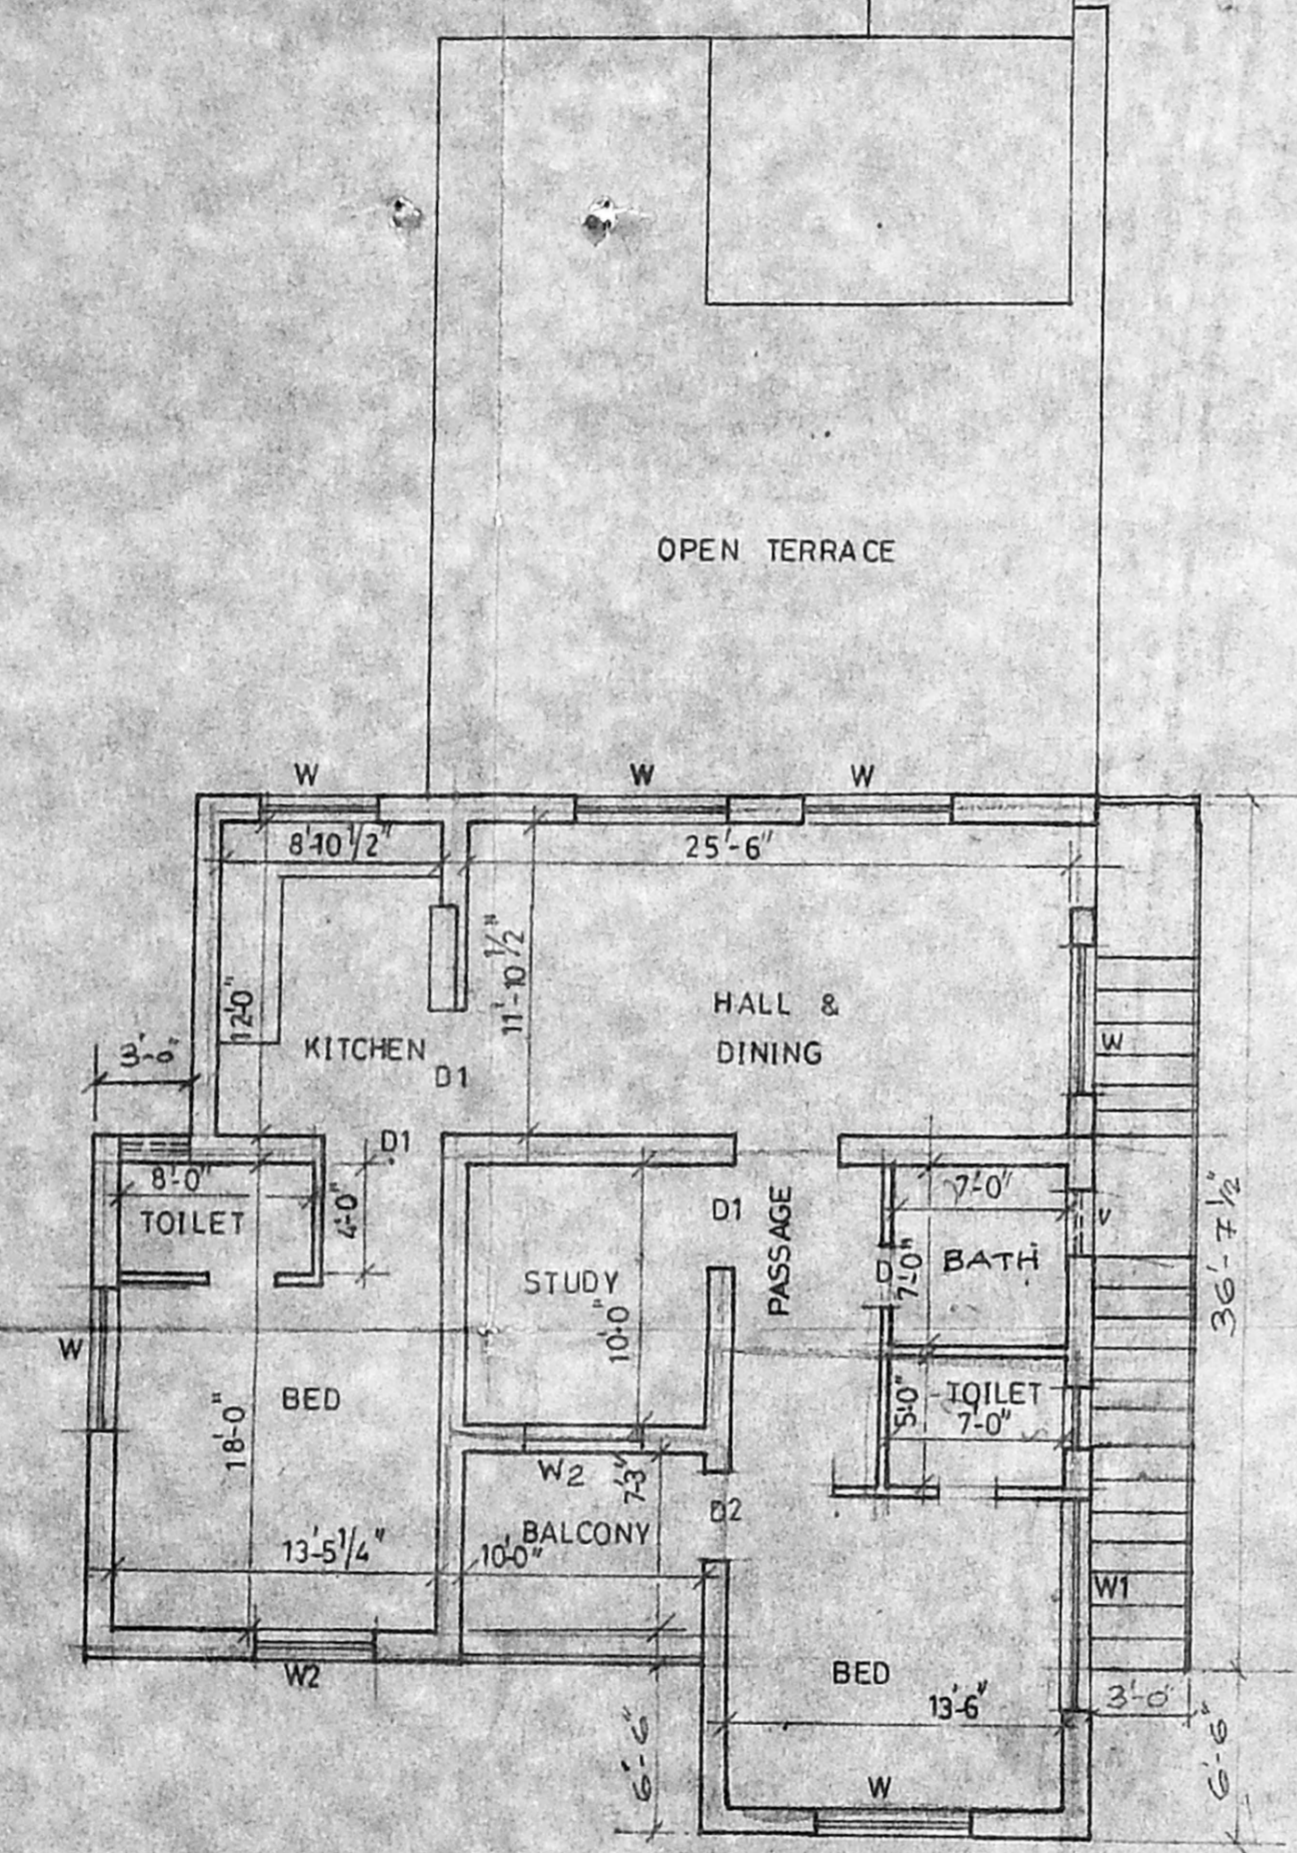 OPEN TERRACE
W
W
W
8'-10 1/2"
25'-6"
11'-10 1/2"
12'-0"
HALL &
DINING
KITCHEN
3'-0"
W
D1
D1
8'-0"
4'-0"
TOILET
D1
PASSAGE
7'-0"
V
36'-7 1/2"
STUDY
10'-0"
D
7'-0"
BATH
W
BED
18'-0"
5'-0"
TOILET
7'-0"
W2
7'-3"
BALCONY
D2
13'-5 1/4"
10'-0"
W1
W2
BED
13'-6"
3'-0"
6'-6"
6'-6"
W